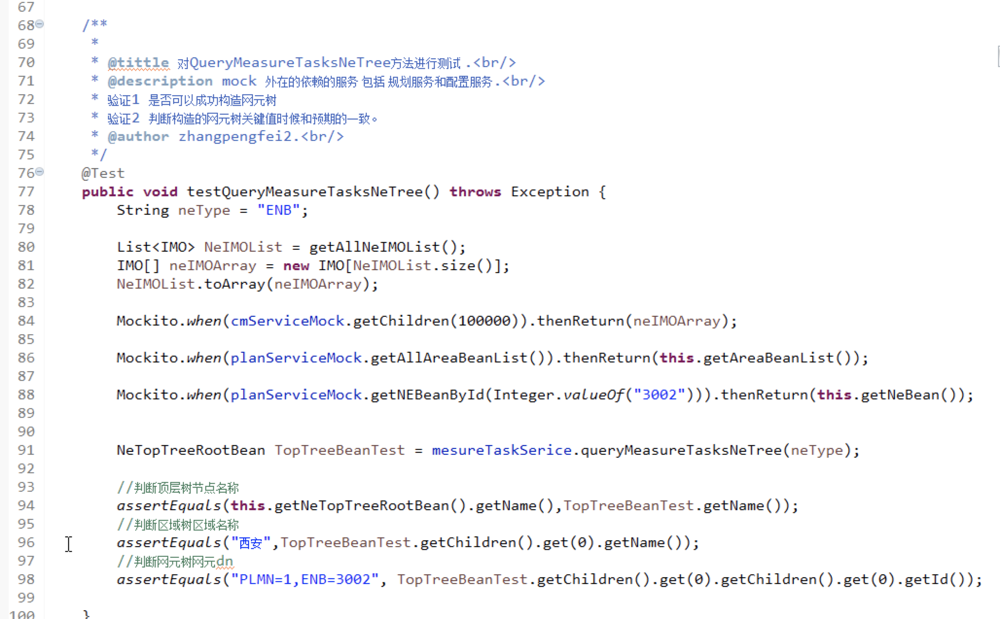 67
68 /**
69 *
70 * @tittle 对QueryMeasureTasksNeTree方法进行测试 .<br/>
71 * @description mock 外在的依赖的服务 包括 规划服务和配置服务.<br/>
72 * 验证1 是否可以成功构造网元树
73 * 验证2 判断构造的网元树关键值时候和预期的一致。
74 * @author zhangpengfei2.<br/>
75 */
76 @Test
77 public void testQueryMeasureTasksNeTree() throws Exception {
78 String neType = "ENB";
79
80 List<IMO> NeIMOList = getAllNeIMOList();
81 IMO[] neIMOArray = new IMO[NeIMOList.size()];
82 NeIMOList.toArray(neIMOArray);
83
84 Mockito.when(cmServiceMock.getChildren(100000)).thenReturn(neIMOArray);
85
86 Mockito.when(planServiceMock.getAllAreaBeanList()).thenReturn(this.getAreaBeanList());
87
88 Mockito.when(planServiceMock.getNEBeanById(Integer.valueOf("3002"))).thenReturn(this.getNeBean());
89
90
91 NeTopTreeRootBean TopTreeBeanTest = mesureTaskSerice.queryMeasureTasksNeTree(neType);
92
93 //判断顶层树节点名称
94 assertEquals(this.getNeTopTreeRootBean().getName(),TopTreeBeanTest.getName());
95 //判断区域树区域名称
96 assertEquals("西安",TopTreeBeanTest.getChildren().get(0).getName());
97 //判断网元树网元dn
98 assertEquals("PLMN=1,ENB=3002", TopTreeBeanTest.getChildren().get(0).getChildren().get(0).getId());
99
100 }